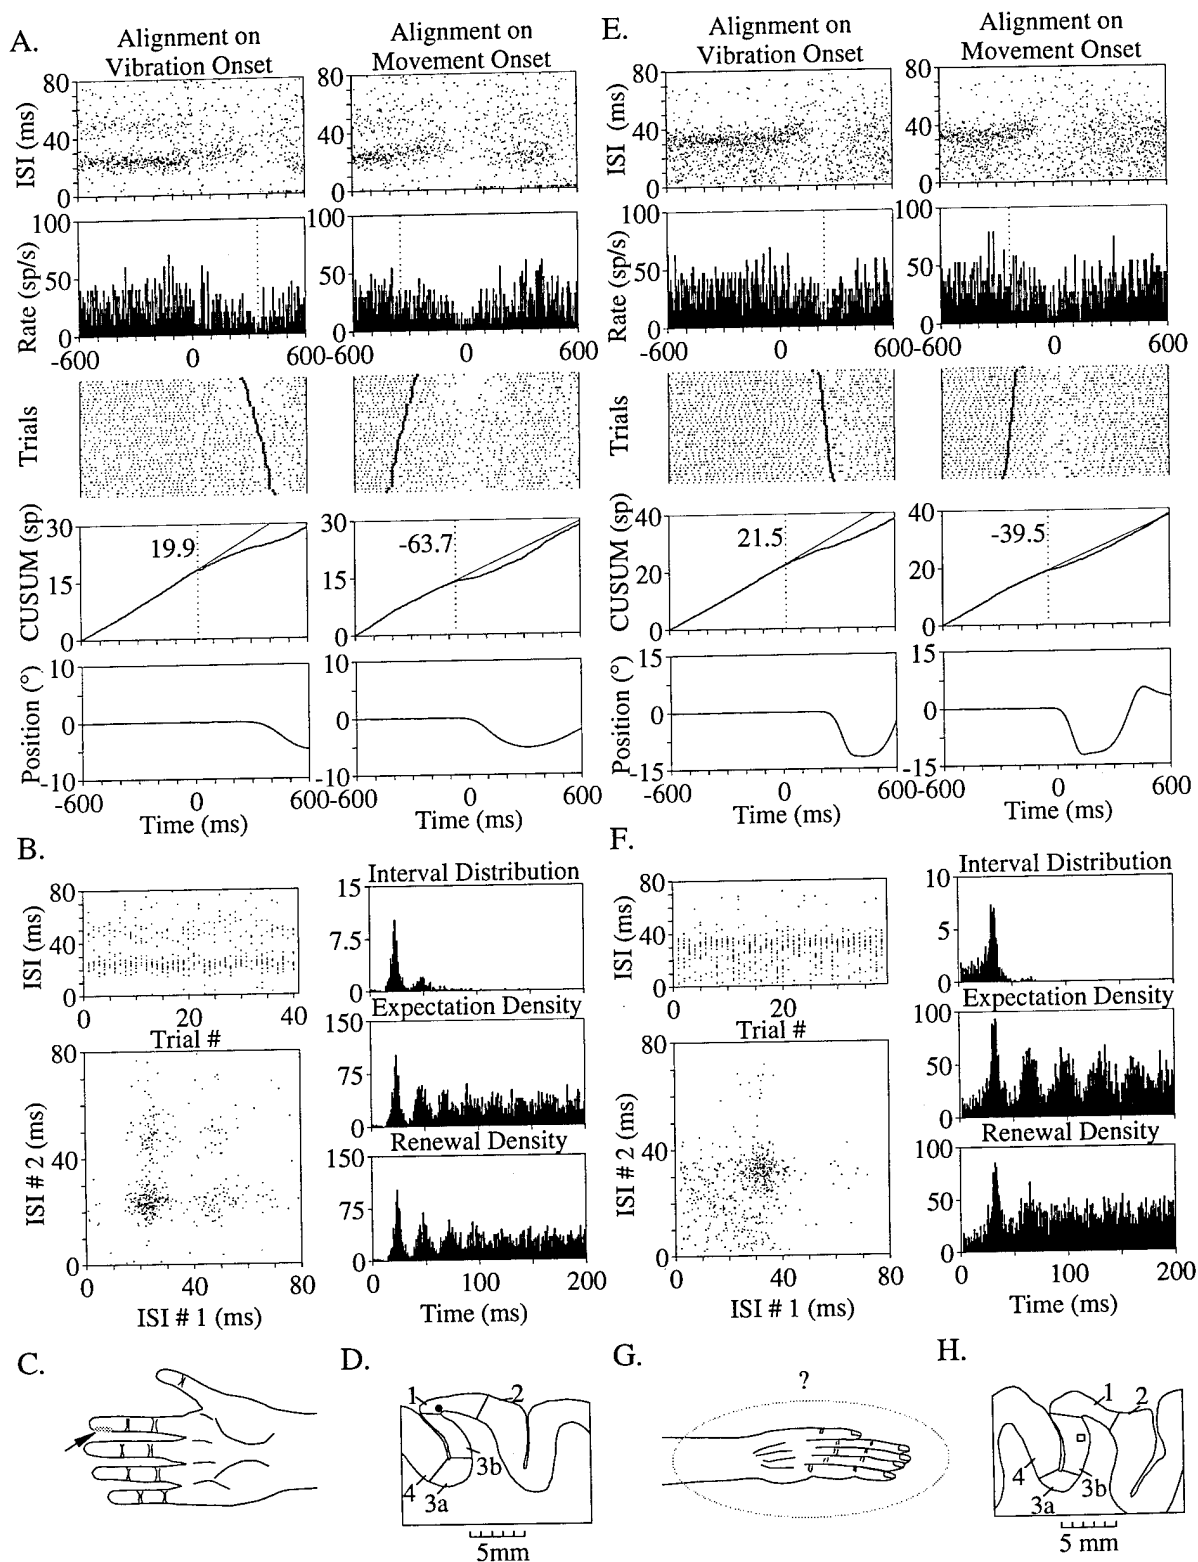 A.
Alignment on
Vibration Onset
Alignment on
Movement Onset
ISI (ms)
80
40
0
80
40
0
Rate (sp/s)
100
50
0
-600
0
600
100
50
0
-600
0
600
Trials
CUSUM (sp)
30
15
0
19.9
30
15
0
-63.7
Position (°)
10
0
-10
-600
0
600
Time (ms)
10
0
-10
-600
0
600
Time (ms)
E.
Alignment on
Vibration Onset
Alignment on
Movement Onset
ISI (ms)
80
40
0
80
40
0
Rate (sp/s)
100
50
0
-600
0
600
100
50
0
-600
0
600
Trials
CUSUM (sp)
40
20
0
21.5
40
20
0
-39.5
Position (°)
15
0
-15
-600
0
600
Time (ms)
15
0
-15
-600
0
600
Time (ms)
B.
ISI (ms)
80
40
0
0
20
40
Trial #
ISI # 2 (ms)
80
40
0
0
40
80
ISI # 1 (ms)
Interval Distribution
15
7.5
0
Expectation Density
150
75
0
Renewal Density
150
75
0
0
100
200
Time (ms)
F.
ISI (ms)
80
40
0
0
20
Trial #
ISI # 2 (ms)
80
40
0
0
40
80
ISI # 1 (ms)
Interval Distribution
10
5
0
Expectation Density
100
50
0
Renewal Density
100
50
0
0
100
200
Time (ms)
C.
D.
1
2
3b
4
3a
5mm
G.
?
H.
1
2
4
3b
3a
5 mm